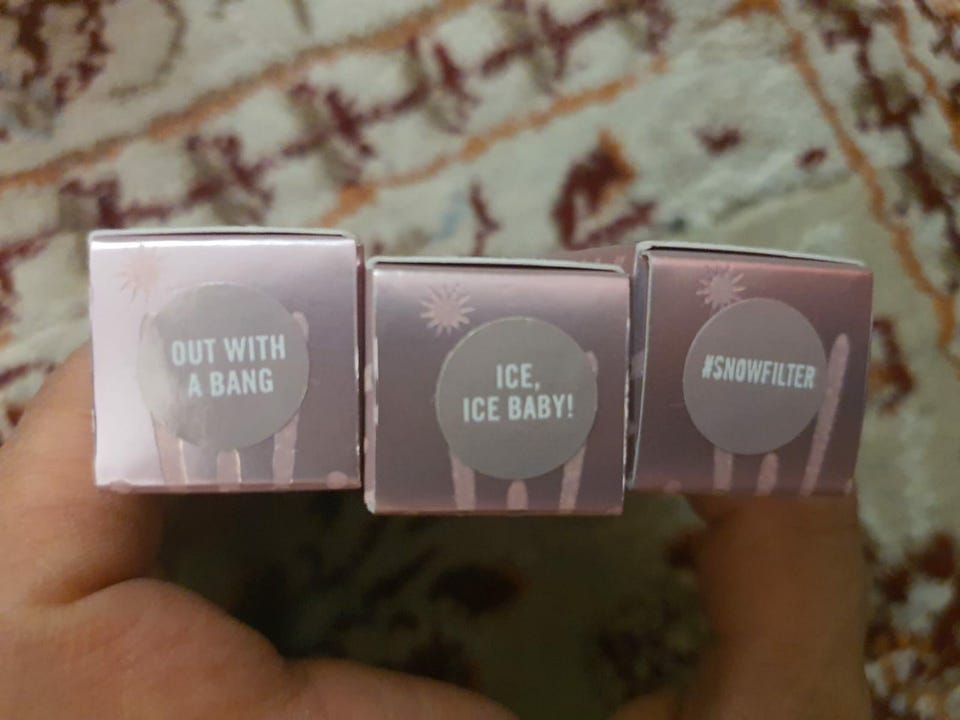 OUT WITH
A BANG
ICE,
ICE BABY!
#SNOWFILTER